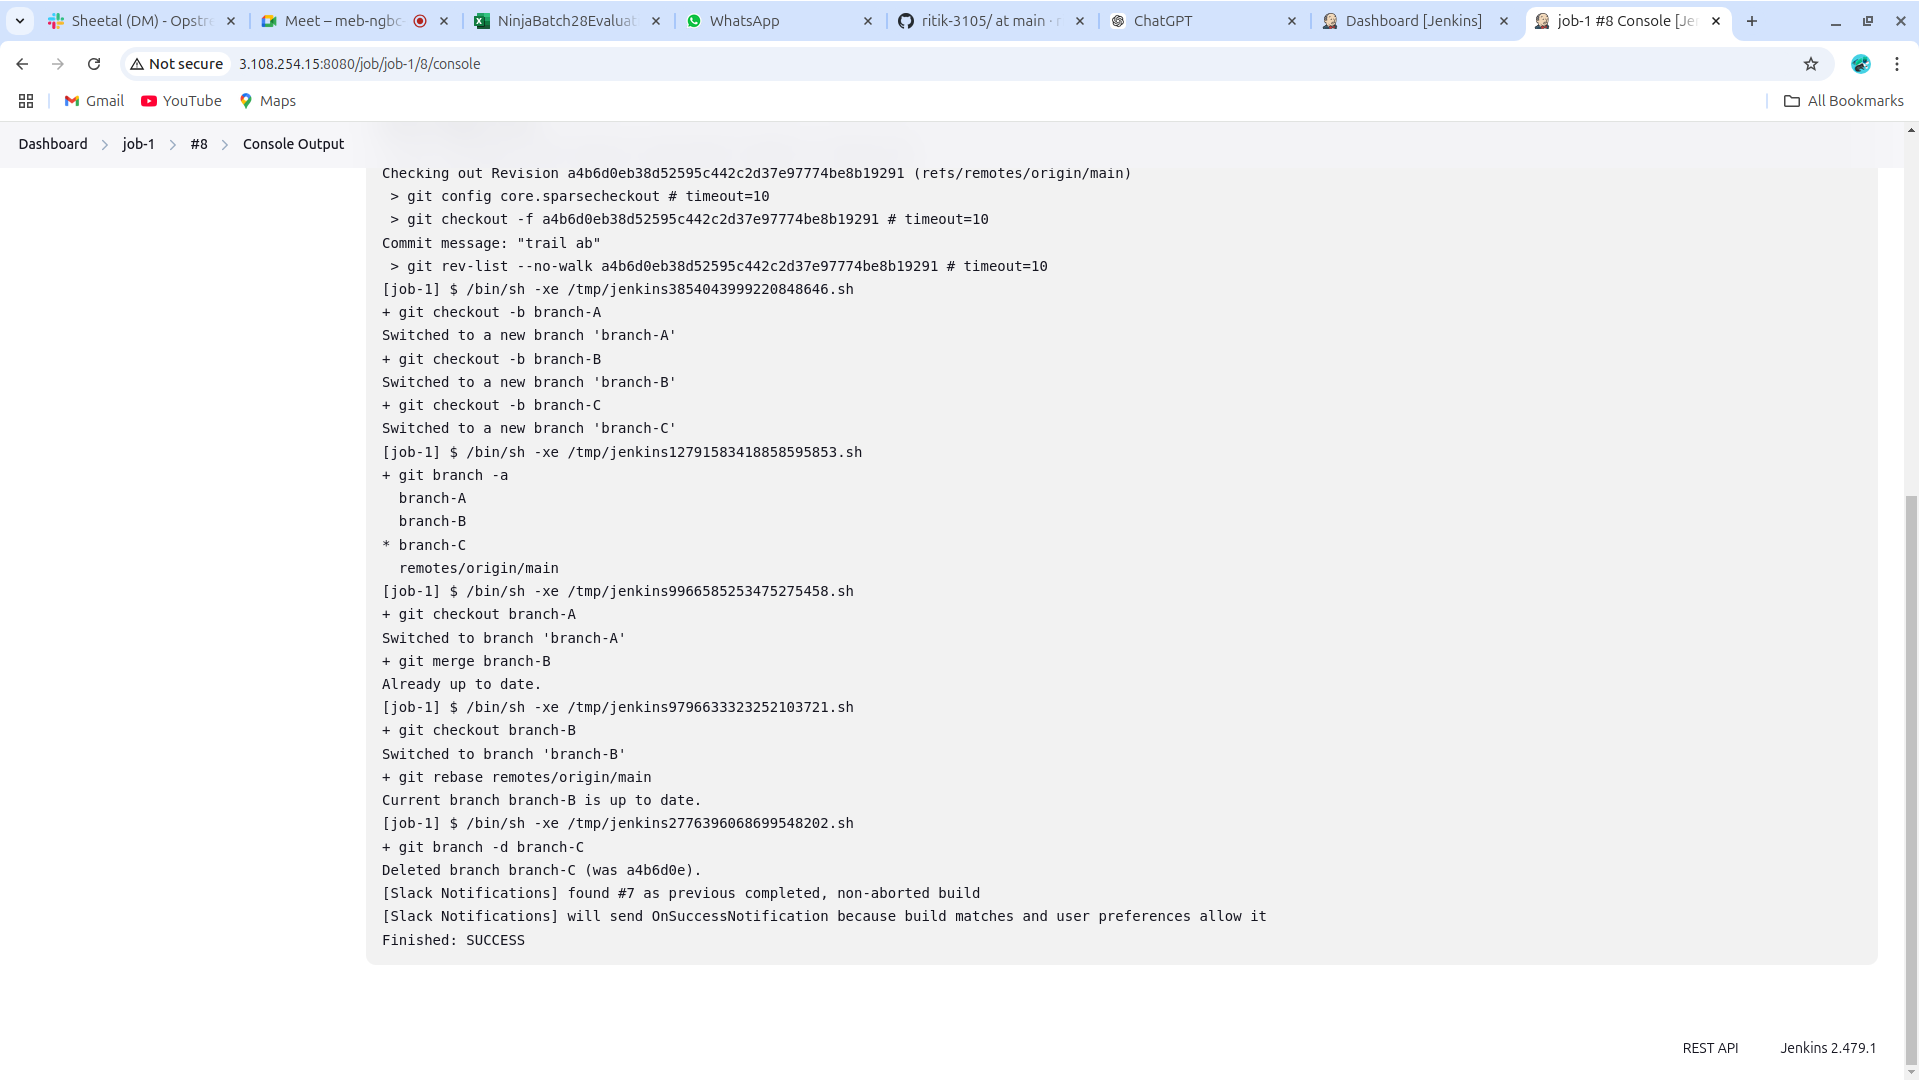 Sheetal (DM) - Opstre
Meet – meb-ngbc-
NinjaBatch28Evaluat
WhatsApp
ritik-3105/ at main · r
ChatGPT
Dashboard [Jenkins]
job-1 #8 Console [Je
Not secure
3.108.254.15:8080/job/job-1/8/console
Gmail
YouTube
Maps
All Bookmarks
Dashboard
job-1
#8
Console Output
Checking out Revision a4b6d0eb38d52595c442c2d37e97774be8b19291 (refs/remotes/origin/main)
> git config core.sparsecheckout # timeout=10
> git checkout -f a4b6d0eb38d52595c442c2d37e97774be8b19291 # timeout=10
Commit message: "trail ab"
> git rev-list --no-walk a4b6d0eb38d52595c442c2d37e97774be8b19291 # timeout=10
[job-1] $ /bin/sh -xe /tmp/jenkins3854043999220848646.sh
+ git checkout -b branch-A
Switched to a new branch 'branch-A'
+ git checkout -b branch-B
Switched to a new branch 'branch-B'
+ git checkout -b branch-C
Switched to a new branch 'branch-C'
[job-1] $ /bin/sh -xe /tmp/jenkins12791583418858595853.sh
+ git branch -a
branch-A
branch-B
* branch-C
remotes/origin/main
[job-1] $ /bin/sh -xe /tmp/jenkins9966585253475275458.sh
+ git checkout branch-A
Switched to branch 'branch-A'
+ git merge branch-B
Already up to date.
[job-1] $ /bin/sh -xe /tmp/jenkins9796633323252103721.sh
+ git checkout branch-B
Switched to branch 'branch-B'
+ git rebase remotes/origin/main
Current branch branch-B is up to date.
[job-1] $ /bin/sh -xe /tmp/jenkins2776396068699548202.sh
+ git branch -d branch-C
Deleted branch branch-C (was a4b6d0e).
[Slack Notifications] found #7 as previous completed, non-aborted build
[Slack Notifications] will send OnSuccessNotification because build matches and user preferences allow it
Finished: SUCCESS
REST API
Jenkins 2.479.1